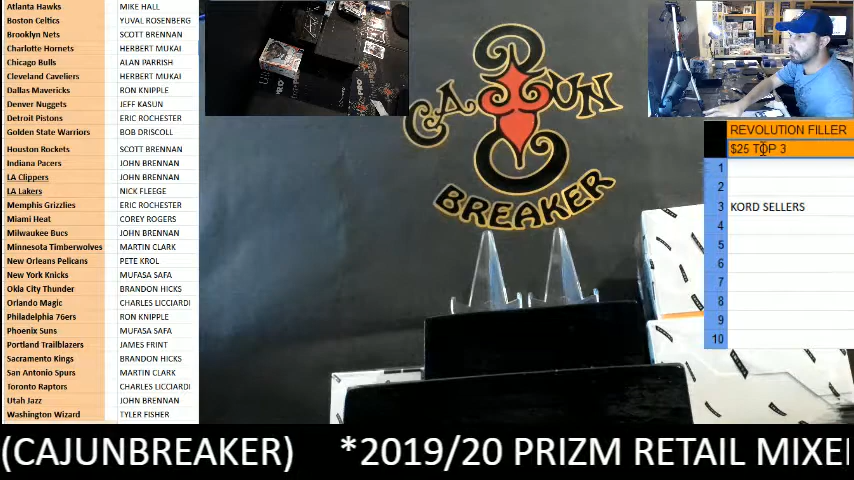 Atlanta Hawks MIKE HALL
Boston Celtics YUVAL ROSENBERG
Brooklyn Nets SCOTT BRENNAN
Charlotte Hornets HERBERT MUKAI
Chicago Bulls ALAN PARRISH
Cleveland Caveliers HERBERT MUKAI
Dallas Mavericks RON KNIPPLE
Denver Nuggets JEFF KASUN
Detroit Pistons ERIC ROCHESTER
Golden State Warriors BOB DRISCOLL
Houston Rockets SCOTT BRENNAN
Indiana Pacers JOHN BRENNAN
LA Clippers JOHN BRENNAN
LA Lakers NICK FLEEGE
Memphis Grizzlies ERIC ROCHESTER
Miami Heat COREY ROGERS
Milwaukee Bucs JOHN BRENNAN
Minnesota Timberwolves MARTIN CLARK
New Orleans Pelicans PETE KROL
New York Knicks MUFASA SAFA
Okla City Thunder BRANDON HICKS
Orlando Magic CHARLES LICCIARDI
Philadelphia 76ers RON KNIPPLE
Phoenix Suns MUFASA SAFA
Portland Trailblazers JAMES FRINT
Sacramento Kings BRANDON HICKS
San Antonio Spurs MARTIN CLARK
Toronto Raptors CHARLES LICCIARDI
Utah Jazz JOHN BRENNAN
Washington Wizard TYLER FISHER
CAJUN
BREAKER
REVOLUTION FILLER
$25 TOP 3
1
2
3 KORD SELLERS
4
5
6
7
8
9
10
(CAJUNBREAKER) *2019/20 PRIZM RETAIL MIXE